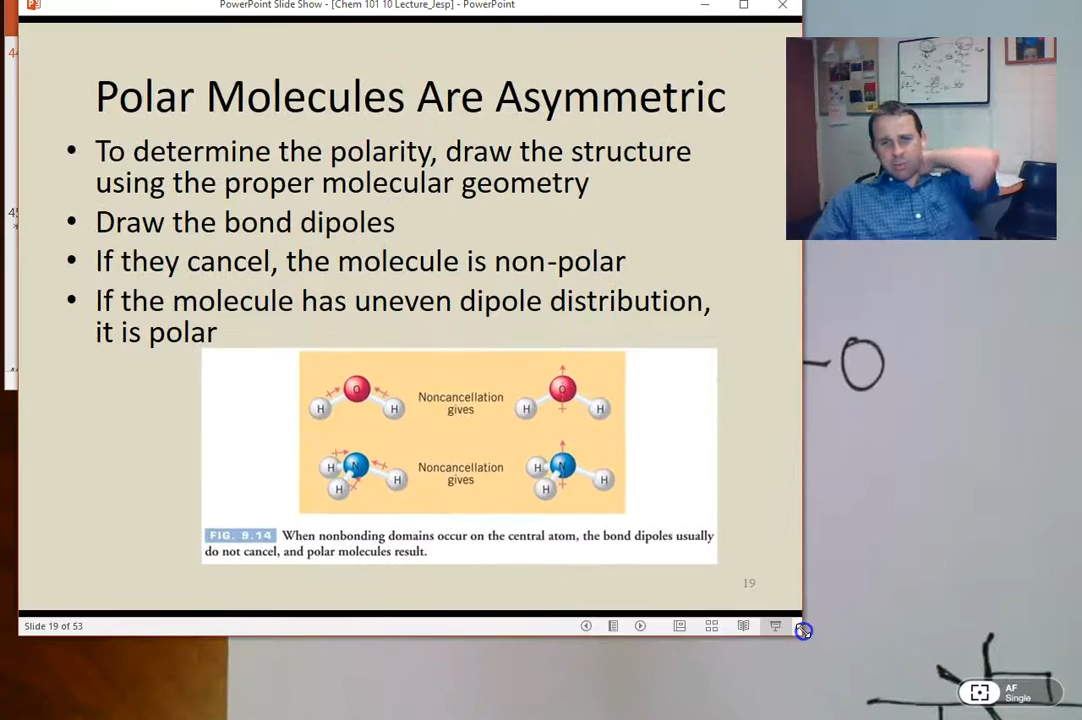 PowerPoint Slide Show - [Chem 101 10 Lecture_Jesp] - PowerPoint
Polar Molecules Are Asymmetric
• To determine the polarity, draw the structure
using the proper molecular geometry
• Draw the bond dipoles
• If they cancel, the molecule is non-polar
• If the molecule has uneven dipole distribution,
it is polar
O
H H
Noncancellation
gives
O
H H
H N
H H
Noncancellation
gives
H N
H H
FIG. 9.14 When nonbonding domains occur on the central atom, the bond dipoles usually
do not cancel, and polar molecules result.
19
Slide 19 of 53
O
AF
Single